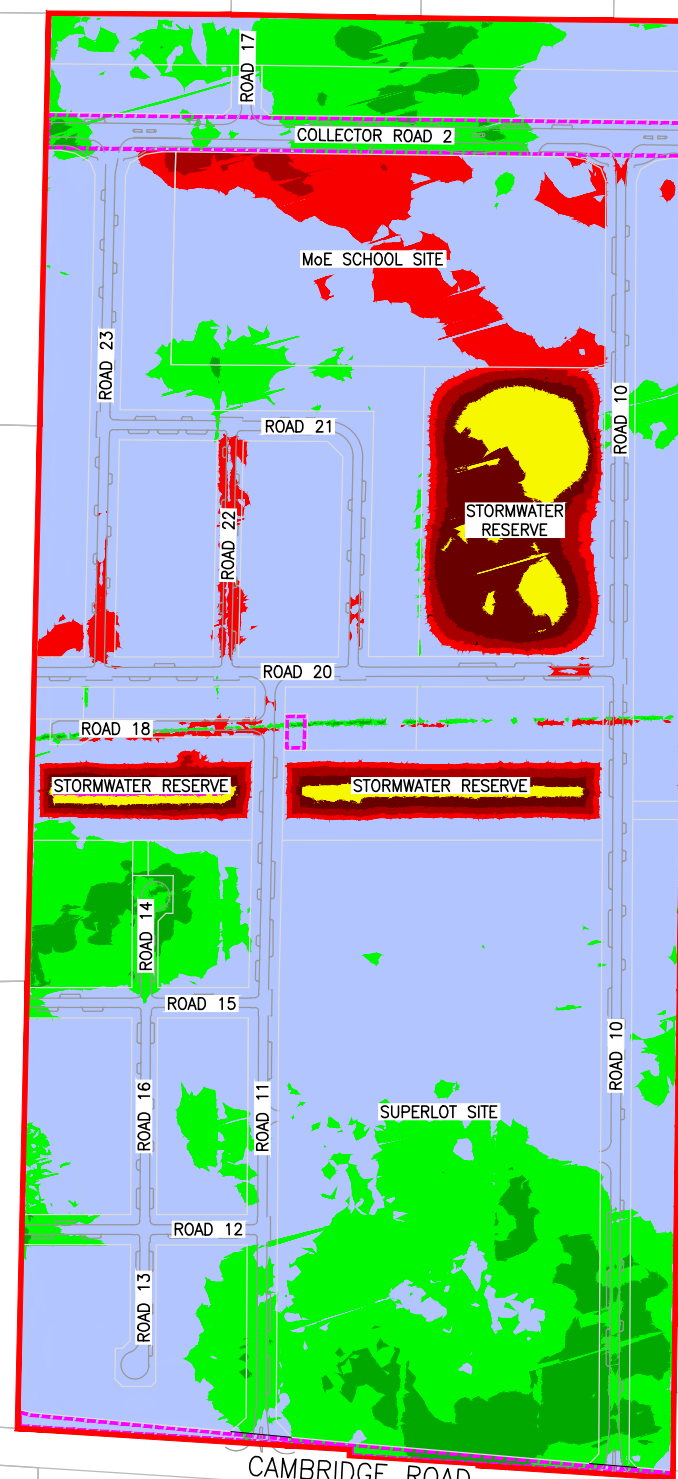 ROAD 17
COLLECTOR ROAD 2
MoE SCHOOL SITE
ROAD 23
ROAD 10
ROAD 21
STORMWATER
RESERVE
ROAD 22
ROAD 20
ROAD 18
STORMWATER RESERVE
STORMWATER RESERVE
ROAD 14
ROAD 15
ROAD 10
ROAD 16
ROAD 11
SUPERLOT SITE
ROAD 12
ROAD 13
CAMBRIDGE ROAD